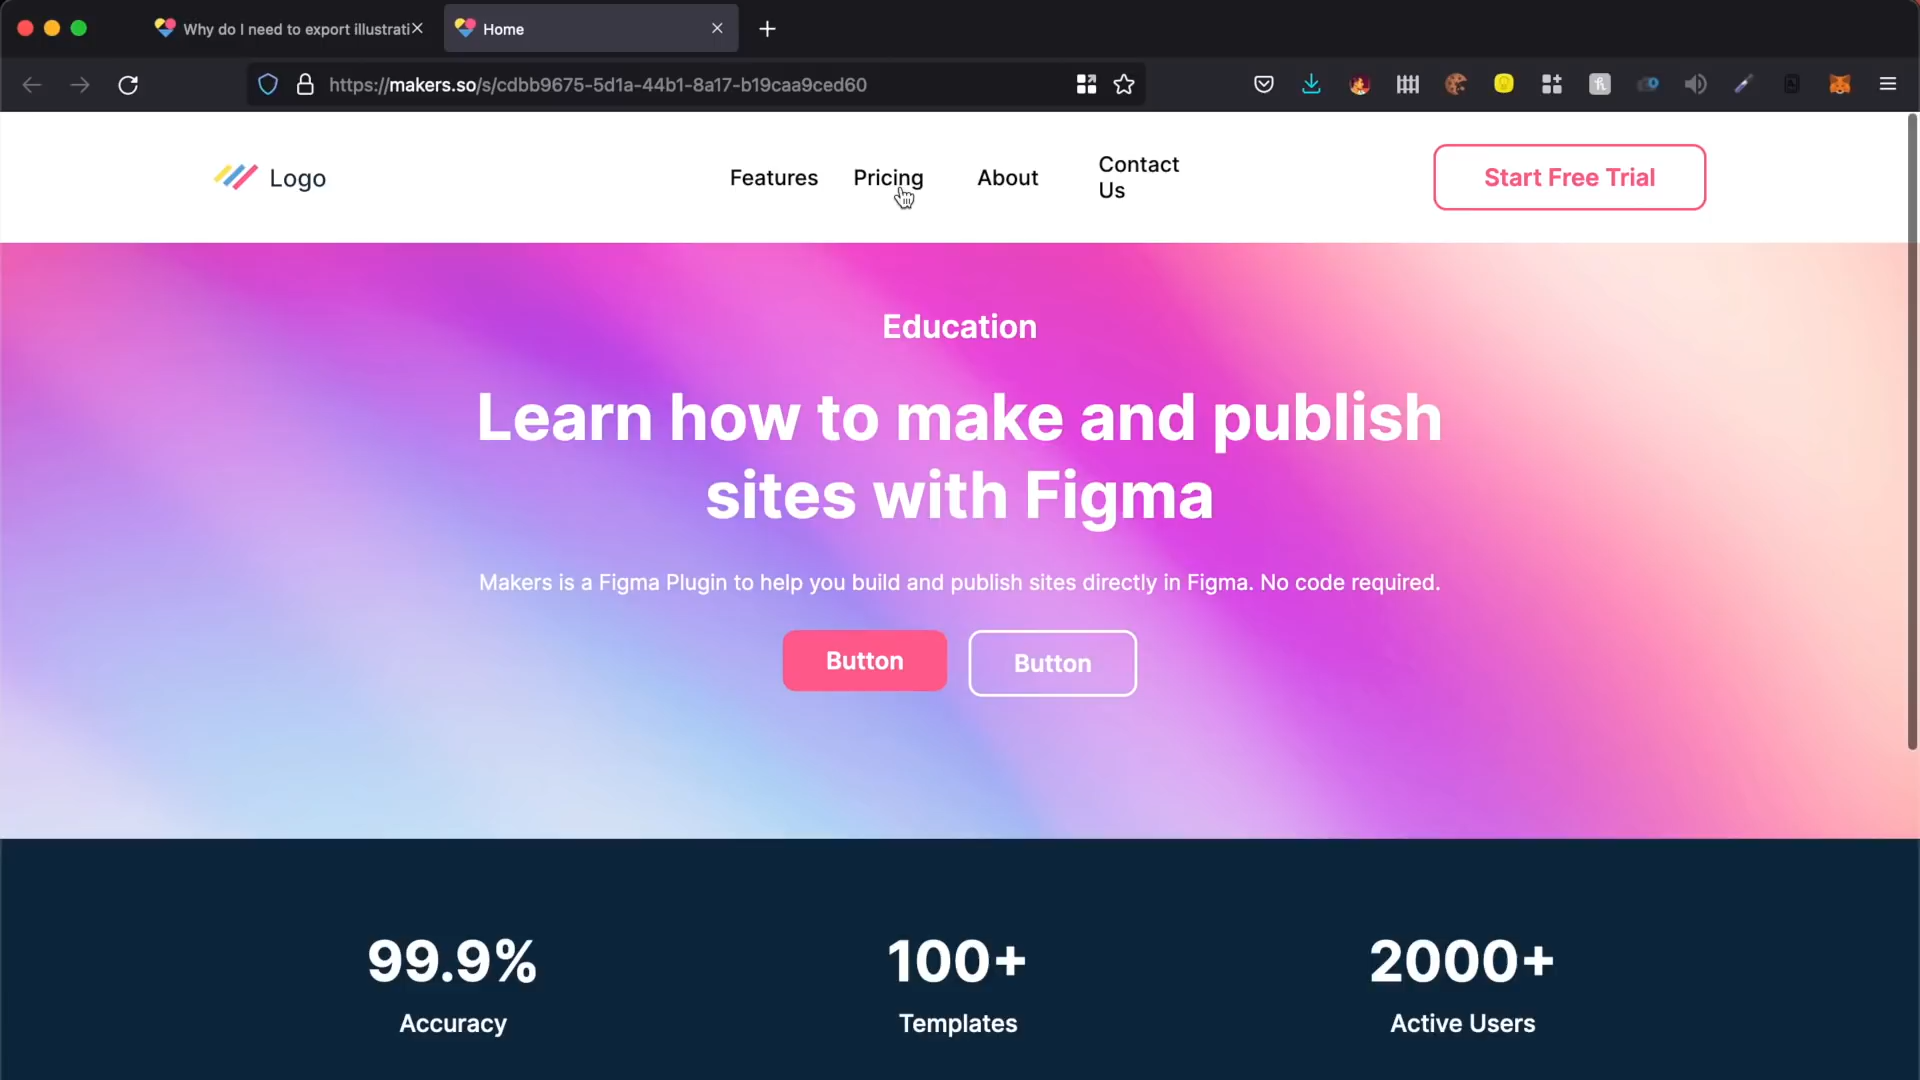 Why do I need to export illustrati
Home
https://makers.so/s/cdbb9675-5d1a-44b1-8a17-b19caa9ced60
Logo
Features
Pricing
About
Contact
Us
Start Free Trial
Education
Learn how to make and publish
sites with Figma
Makers is a Figma Plugin to help you build and publish sites directly in Figma. No code required.
Button
Button
99.9%
100+
2000+
Accuracy
Templates
Active Users